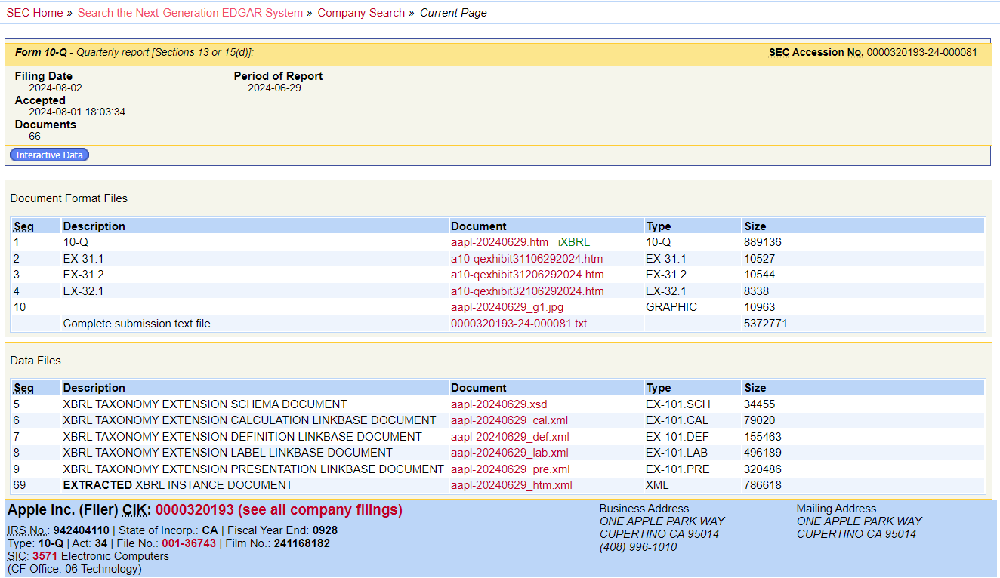 SEC Home » Search the Next-Generation EDGAR System » Company Search » Current Page
Form 10-Q - Quarterly report [Sections 13 or 15(d)]: SEC Accession No. 0000320193-24-000081
Filing Date Period of Report
2024-08-02 2024-06-29
Accepted
2024-08-01 18:03:34
Documents
66
Interactive Data
Document Format Files
Seq Description Document Type Size
1 10-Q aapl-20240629.htm iXBRL 10-Q 889136
2 EX-31.1 a10-qexhibit31106292024.htm EX-31.1 10527
3 EX-31.2 a10-qexhibit31206292024.htm EX-31.2 10544
4 EX-32.1 a10-qexhibit32106292024.htm EX-32.1 8338
10 aapl-20240629_g1.jpg GRAPHIC 10963
Complete submission text file 0000320193-24-000081.txt 5372771
Data Files
Seq Description Document Type Size
5 XBRL TAXONOMY EXTENSION SCHEMA DOCUMENT aapl-20240629.xsd EX-101.SCH 34455
6 XBRL TAXONOMY EXTENSION CALCULATION LINKBASE DOCUMENT aapl-20240629_cal.xml EX-101.CAL 79020
7 XBRL TAXONOMY EXTENSION DEFINITION LINKBASE DOCUMENT aapl-20240629_def.xml EX-101.DEF 155463
8 XBRL TAXONOMY EXTENSION LABEL LINKBASE DOCUMENT aapl-20240629_lab.xml EX-101.LAB 496189
9 XBRL TAXONOMY EXTENSION PRESENTATION LINKBASE DOCUMENT aapl-20240629_pre.xml EX-101.PRE 320486
69 EXTRACTED XBRL INSTANCE DOCUMENT aapl-20240629_htm.xml XML 786618
Apple Inc. (Filer) CIK: 0000320193 (see all company filings)
IRS No.: 942404110 | State of Incorp.: CA | Fiscal Year End: 0928
Type: 10-Q | Act: 34 | File No.: 001-36743 | Film No.: 241168182
SIC: 3571 Electronic Computers
(CF Office: 06 Technology)
Business Address
ONE APPLE PARK WAY
CUPERTINO CA 95014
(408) 996-1010
Mailing Address
ONE APPLE PARK WAY
CUPERTINO CA 95014